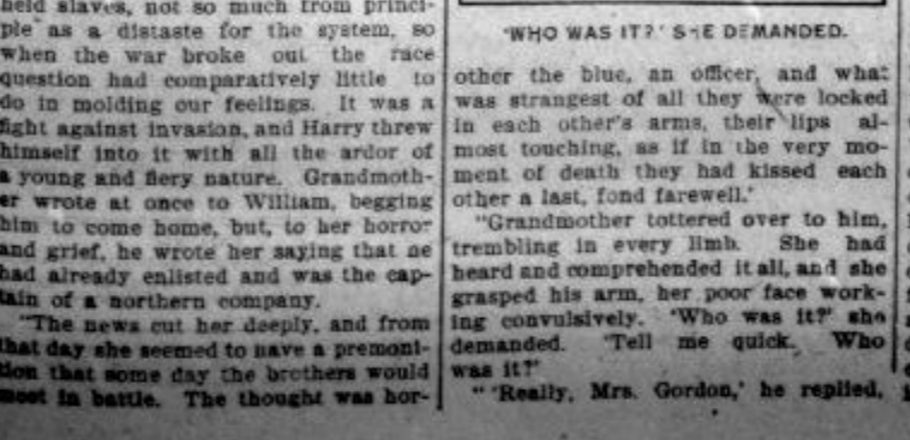 held slaves, not so much from princi-
ple as a distaste for the system, so
when the war broke out the race
question had comparatively little to
do in molding our feelings. It was a
fight against invasion, and Harry threw
himself into it with all the ardor of
a young and fiery nature. Grandmoth-
er wrote at once to William, begging
him to come home, but, to her horror
and grief, he wrote her saying that he
had already enlisted and was the cap-
tain of a northern company.
"The news cut her deeply, and from
that day she seemed to have a premoni-
tion that some day the brothers would
meet in battle. The thought was hor-
'WHO WAS IT?' SHE DEMANDED.
other the blue, an officer, and what
was strangest of all they were locked
in each other's arms, their lips al-
most touching, as if in the very mo-
ment of death they had kissed each
other a last, fond farewell.'
"Grandmother tottered over to him,
trembling in every limb. She had
heard and comprehended it all, and she
grasped his arm, her poor face work-
ing convulsively. 'Who was it?' she
demanded. 'Tell me quick. Who
was it?'
" 'Really, Mrs. Gordon,' he replied,